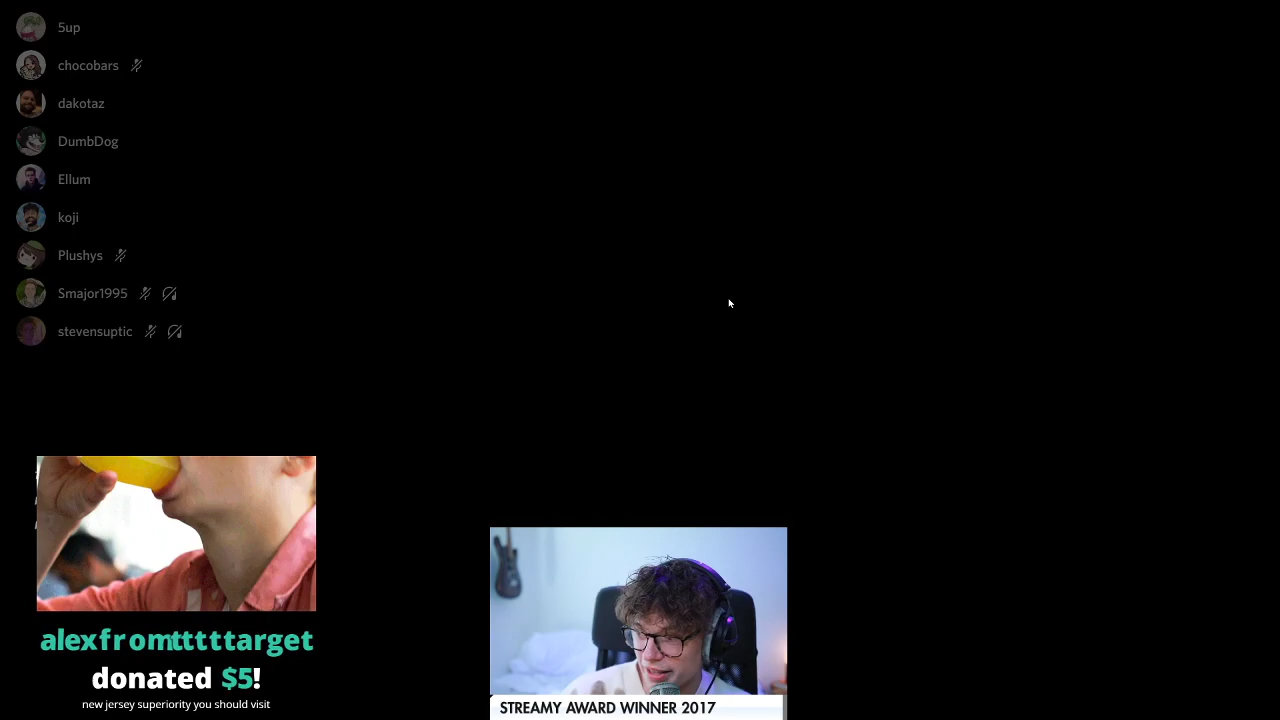 5up
chocobars
dakotaz
DumbDog
Ellum
koji
Plushys
Smajor1995
stevensuptic
alexfromttttarget
donated $5!
new jersey superiority you should visit
STREAMY AWARD WINNER 2017